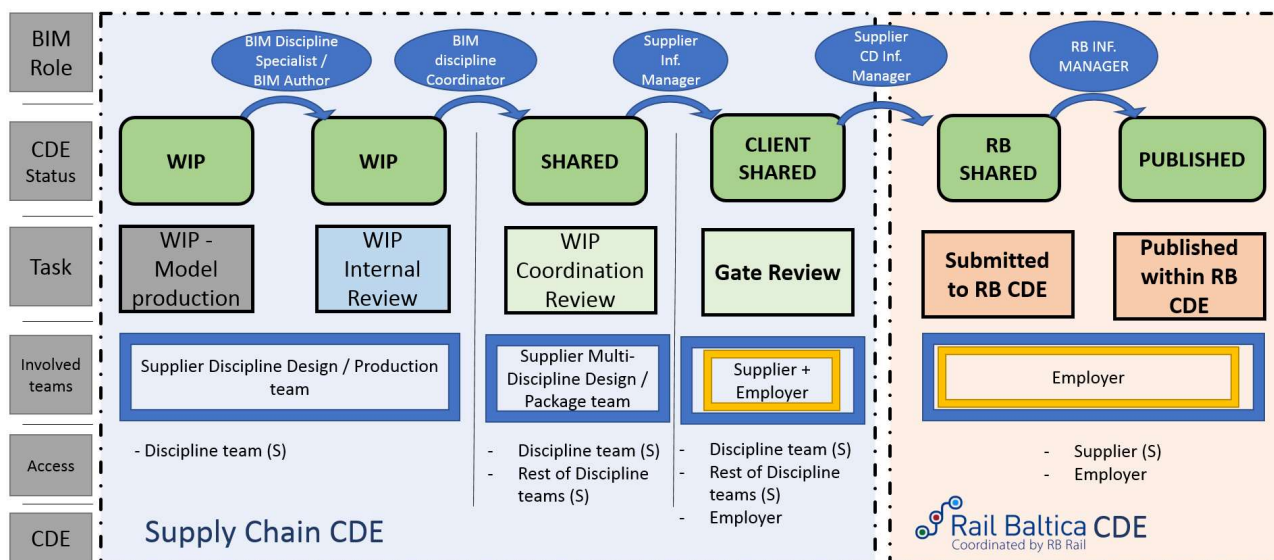 BIM
Role
BIM Discipline
Specialist /
BIM Author
BIM
discipline
Coordinator
Supplier
Inf.
Manager
Supplier
CD Inf.
Manager
RB INF.
MANAGER
CDE
Status
WIP
WIP
SHARED
CLIENT
SHARED
RB
SHARED
PUBLISHED
Task
WIP -
Model
production
WIP
Internal
Review
WIP
Coordination
Review
Gate Review
Submitted
to RB CDE
Published
within RB
CDE
Involved
teams
Supplier Discipline Design / Production
team
Supplier Multi-
Discipline Design /
Package team
Supplier +
Employer
Employer
Access
- Discipline team (S)
- Discipline team (S)
- Rest of Discipline
teams (S)
- Discipline team (S)
- Rest of Discipline
teams (S)
- Employer
- Supplier (S)
- Employer
CDE
Supply Chain CDE
Rail Baltica CDE
Coordinated by RB Rail